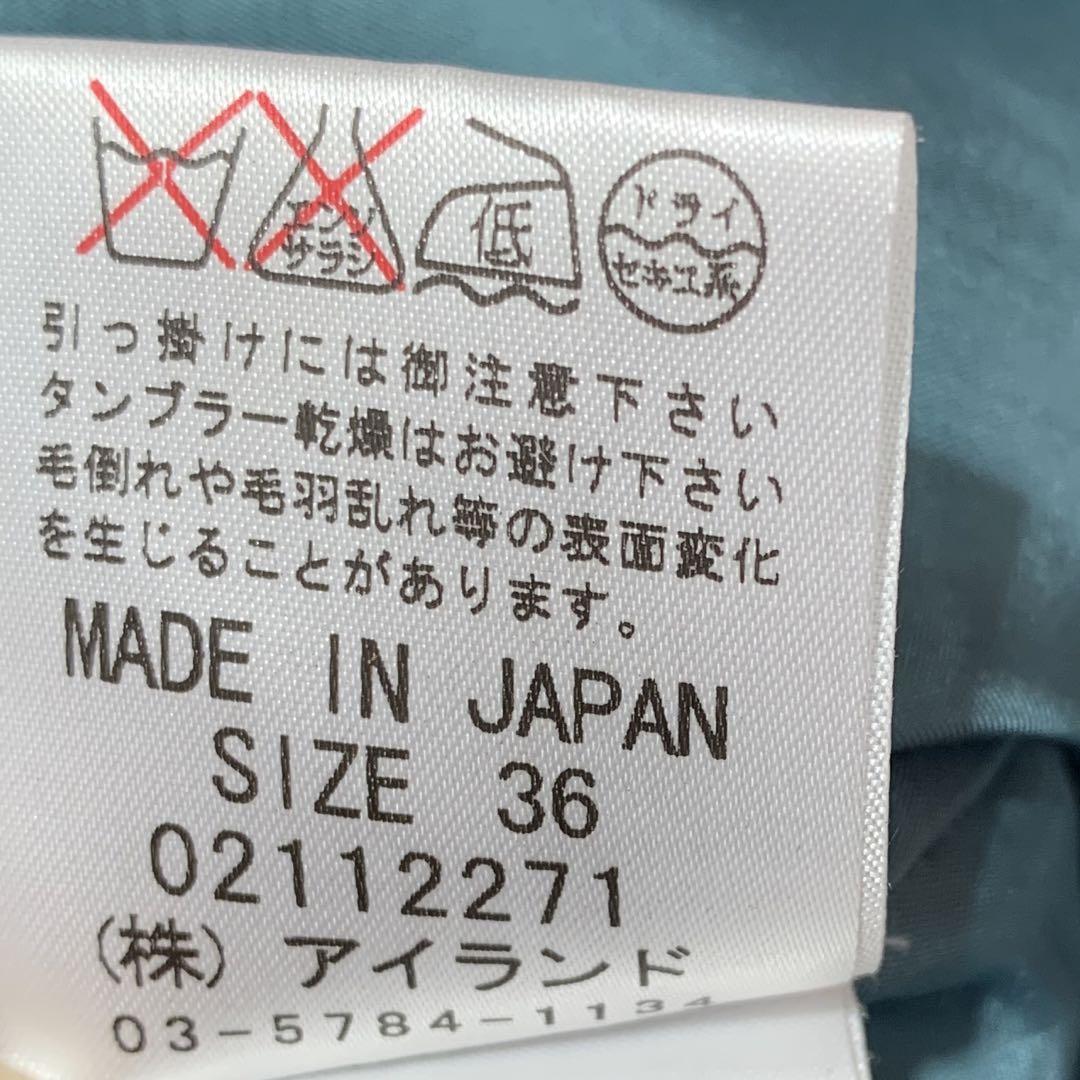 エンソ
サラシ
低
ドライ
セキユ系
引っ掛けには御注意下さい
タンブラー乾燥はお避け下さい
毛倒れや毛羽乱れ等の表面変化
を生じることがあります。
MADE IN JAPAN
SIZE 36
02112271
(株) アイランド
03-5784-1134